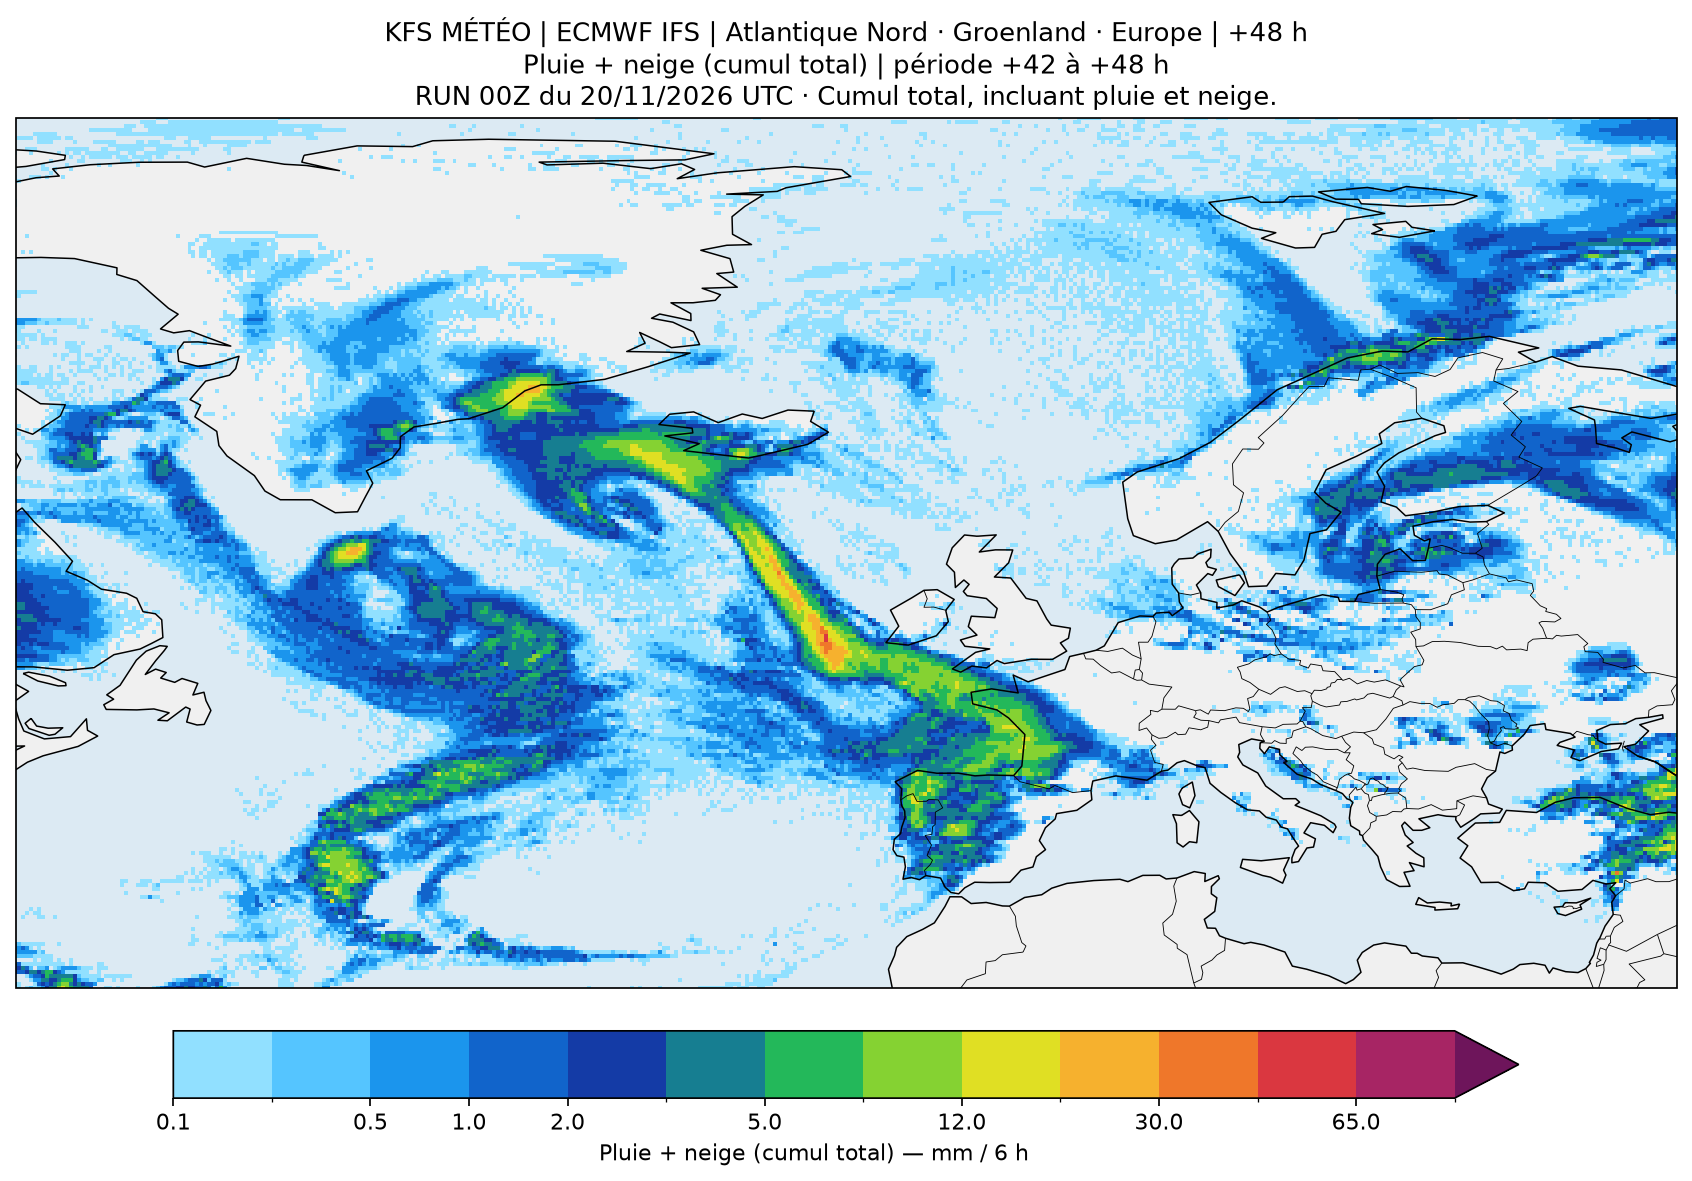 KFS MÉTÉO | ECMWF IFS | Atlantique Nord · Groenland · Europe | +48 h
Pluie + neige (cumul total) | période +42 à +48 h
RUN 00Z du 20/11/2026 UTC · Cumul total, incluant pluie et neige.
0.1 0.5 1.0 2.0 5.0 12.0 30.0 65.0
Pluie + neige (cumul total) — mm / 6 h